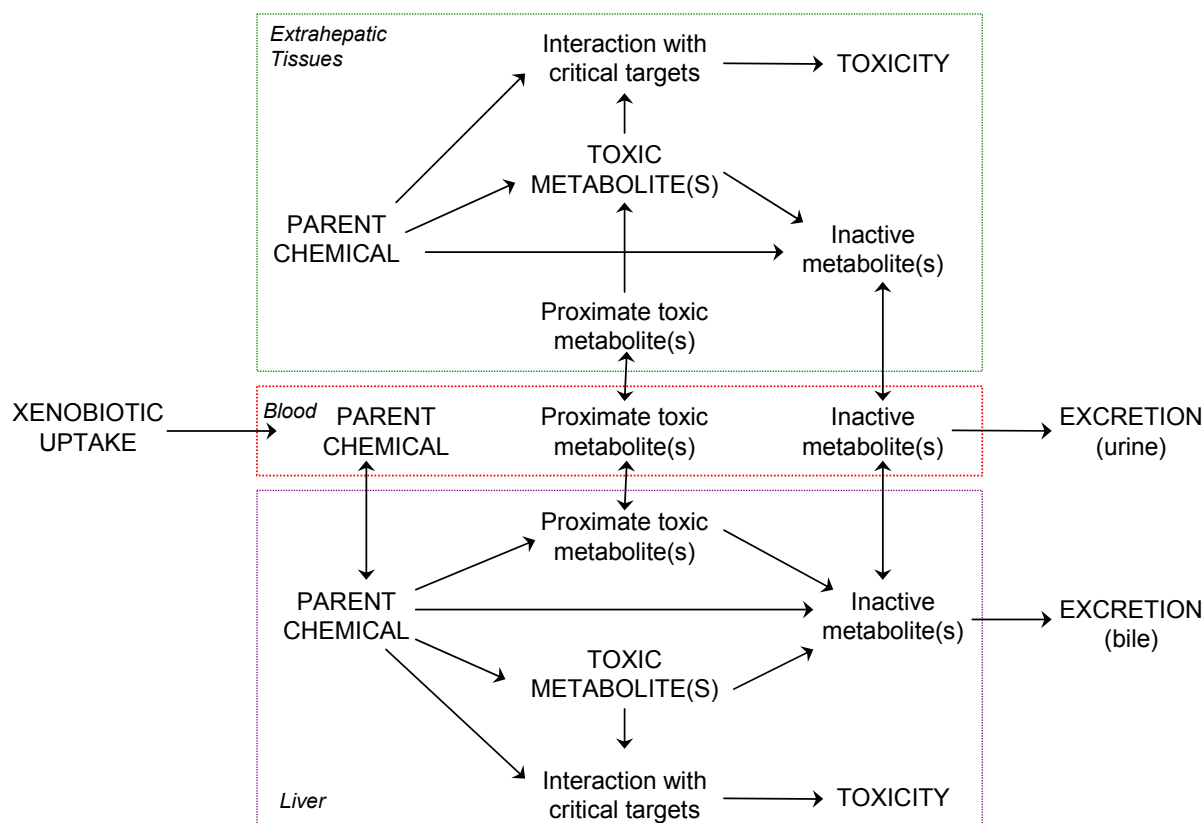 Extrahepatic
Tissues
Interaction with
critical targets
TOXICITY
TOXIC
METABOLITE(S)
PARENT
CHEMICAL
Inactive
metabolite(s)
Proximate toxic
metabolite(s)
XENOBIOTIC
UPTAKE
Blood
PARENT
CHEMICAL
Proximate toxic
metabolite(s)
Inactive
metabolite(s)
EXCRETION
(urine)
Proximate toxic
metabolite(s)
PARENT
CHEMICAL
Inactive
metabolite(s)
EXCRETION
(bile)
TOXIC
METABOLITE(S)
Interaction with
critical targets
TOXICITY
Liver